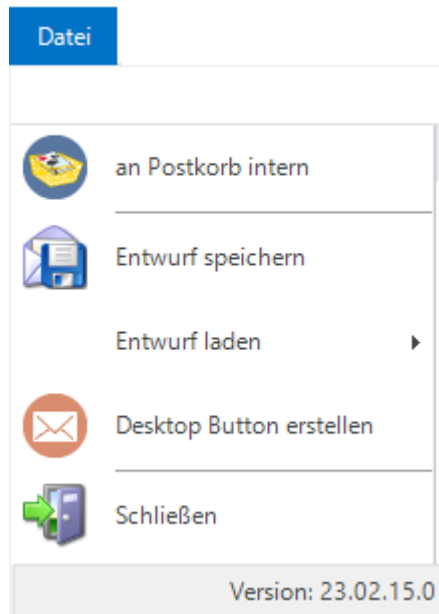 Datei
an Postkorb intern
Entwurf speichern
Entwurf laden
Desktop Button erstellen
Schließen
Version: 23.02.15.0